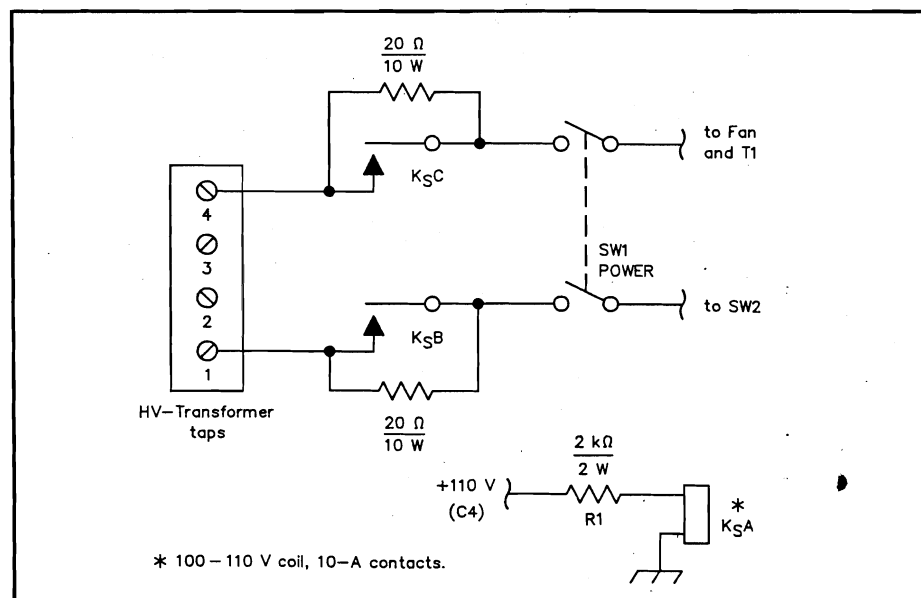 20 Ω
10 W
to Fan
and T1
KSC
4
3
SW1
POWER
2
to SW2
KSB
1
HV-Transformer
taps
20 Ω
10 W
2 kΩ
2 W
+110 V
(C4)
R1
*
KSA
* 100-110 V coil, 10-A contacts.